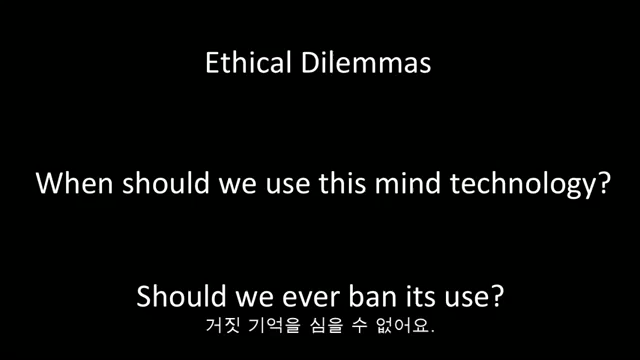 Ethical Dilemmas
When should we use this mind technology?
Should we ever ban its use?
거짓 기억을 심을 수 없어요.